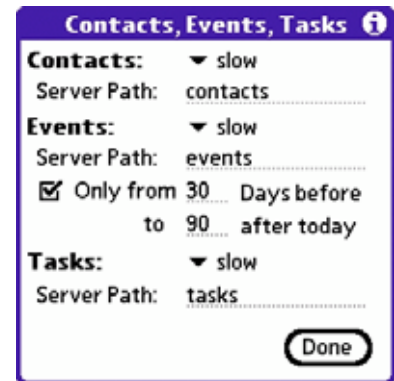 Contacts, Events, Tasks i
Contacts: slow
Server Path: contacts
Events: slow
Server Path: events
Only from 30 Days before
to 90 after today
Tasks: slow
Server Path: tasks
Done